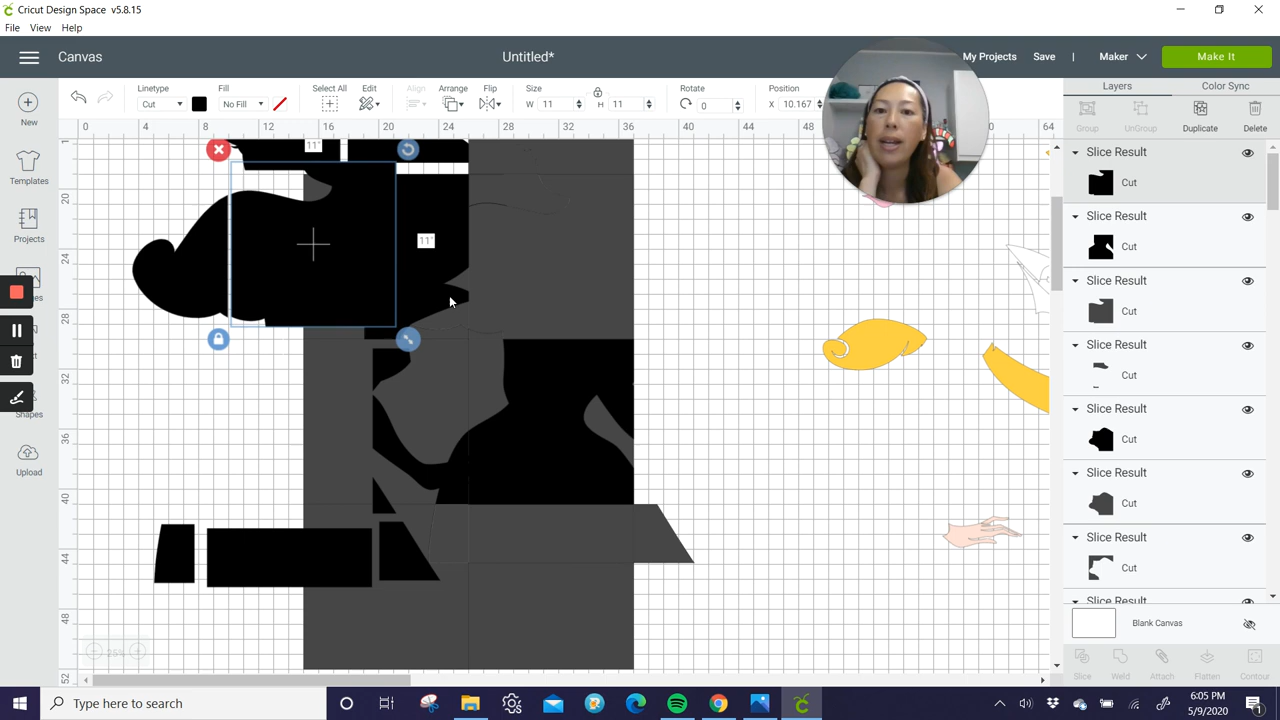 Cricut Design Space v5.8.15
File View Help
Canvas
Untitled*
My Projects Save | Maker Make It
Linetype Fill Select All Edit Align Arrange Flip Size Rotate Position
Cut No Fill W 11 H 11 0 X 10.167
Layers Color Sync
Group UnGroup Duplicate Delete
New
Templates
Projects
Shapes
Upload
0 4 8 12 16 20 24 28 32 36 40 44 48 64
20
24
28
32
36
40
44
48
52
11"
11"
25%
Slice Result
Cut
Slice Result
Cut
Slice Result
Cut
Slice Result
Cut
Slice Result
Cut
Slice Result
Cut
Slice Result
Cut
Slice Result
Blank Canvas
Slice Weld Attach Flatten Contour
Type here to search
6:05 PM
5/9/2020